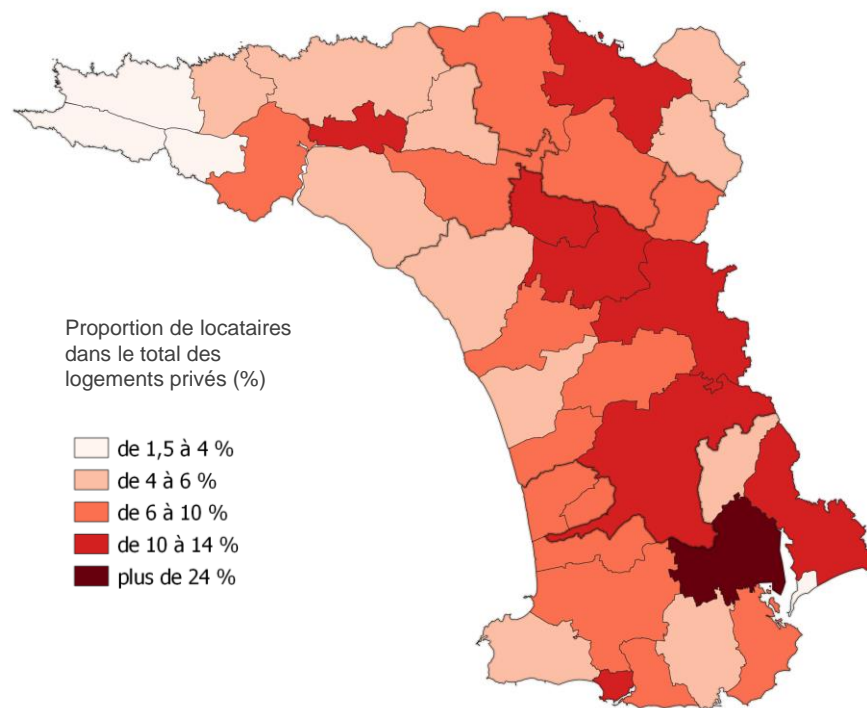 Proportion de locataires
dans le total des
logements privés (%)
de 1,5 à 4 %
de 4 à 6 %
de 6 à 10 %
de 10 à 14 %
plus de 24 %